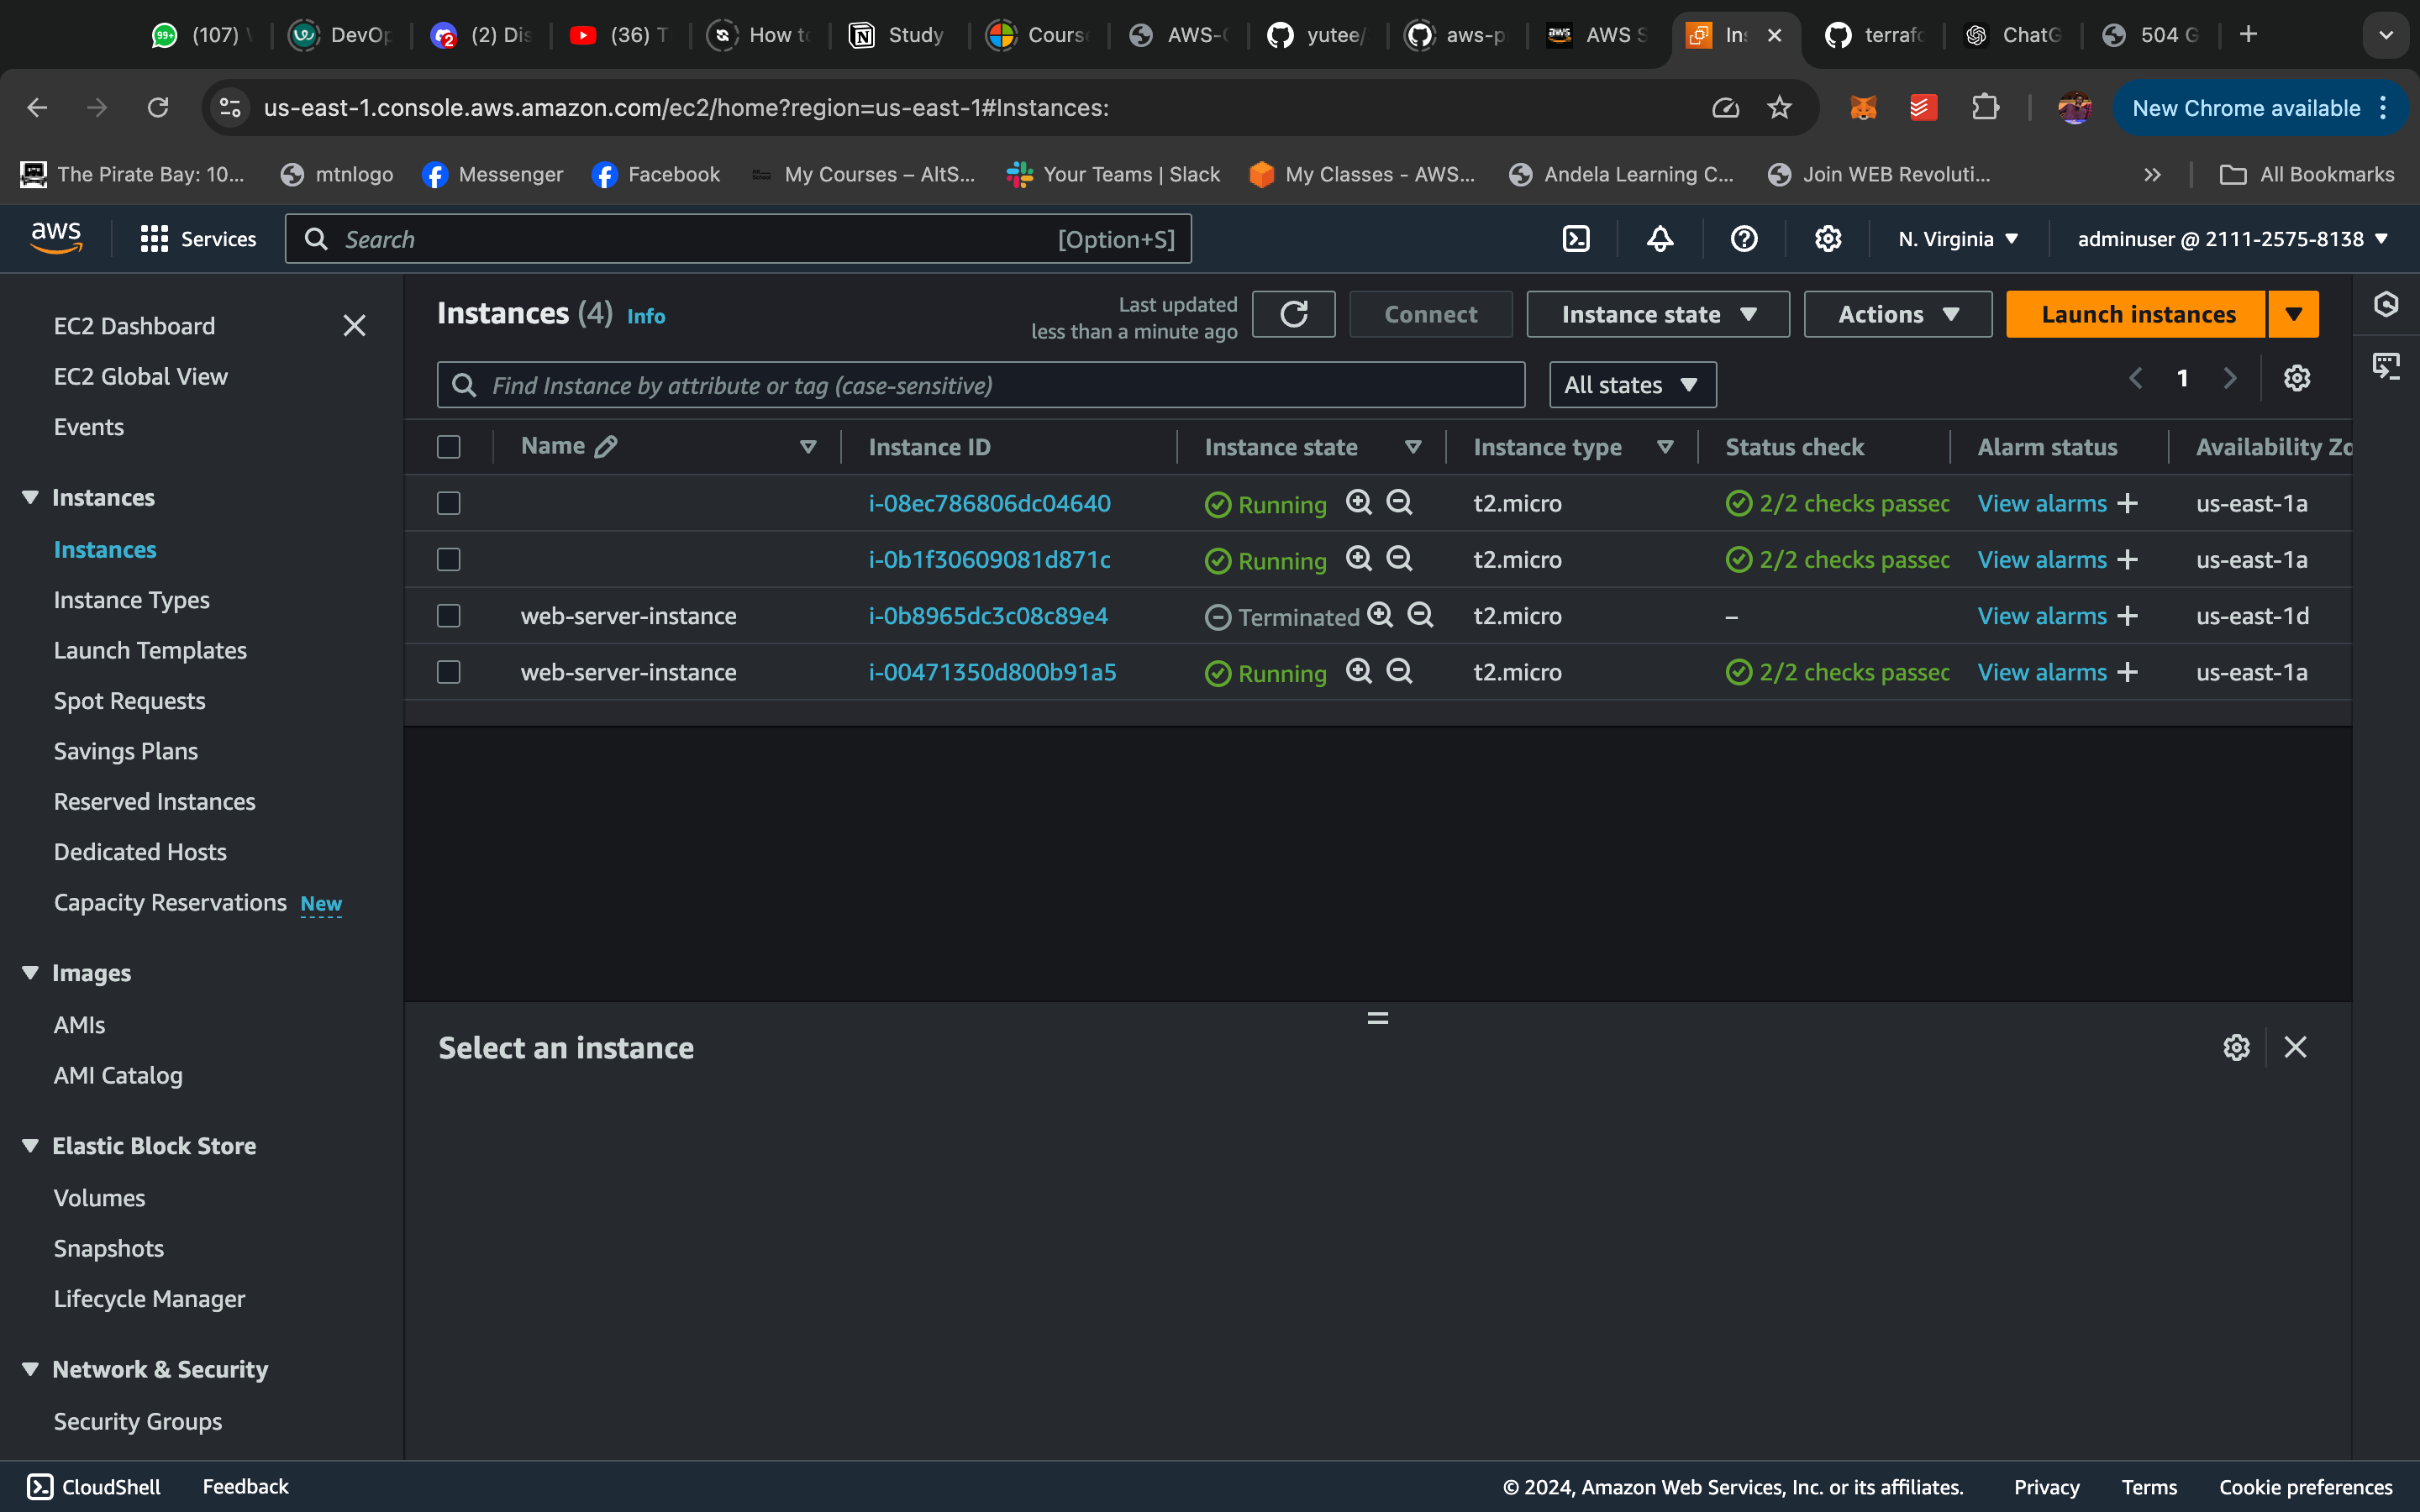 99+ (107) DevOp 2 (2) Dis (36) T How to Study Cours AWS- yutee/ aws-p aws AWS S Ins terrafo ChatG 504 G
us-east-1.console.aws.amazon.com/ec2/home?region=us-east-1#Instances: New Chrome available
The Pirate Bay: 10... mtnlogo Messenger Facebook My Courses – AltS... Your Teams | Slack My Classes - AWS... Andela Learning C... Join WEB Revoluti... All Bookmarks
aws Services Search [Option+S] N. Virginia adminuser @ 2111-2575-8138
EC2 Dashboard
EC2 Global View
Events
Instances
Instances
Instance Types
Launch Templates
Spot Requests
Savings Plans
Reserved Instances
Dedicated Hosts
Capacity Reservations New
Images
AMIs
AMI Catalog
Elastic Block Store
Volumes
Snapshots
Lifecycle Manager
Network & Security
Security Groups
Instances (4) Info
Last updated
less than a minute ago
Connect Instance state Actions Launch instances
Find Instance by attribute or tag (case-sensitive) All states 1
Name Instance ID Instance state Instance type Status check Alarm status Availability Zo
i-08ec786806dc04640 Running t2.micro 2/2 checks passec View alarms us-east-1a
i-0b1f30609081d871c Running t2.micro 2/2 checks passec View alarms us-east-1a
web-server-instance i-0b8965dc3c08c89e4 Terminated t2.micro – View alarms us-east-1d
web-server-instance i-00471350d800b91a5 Running t2.micro 2/2 checks passec View alarms us-east-1a
Select an instance
CloudShell Feedback © 2024, Amazon Web Services, Inc. or its affiliates. Privacy Terms Cookie preferences